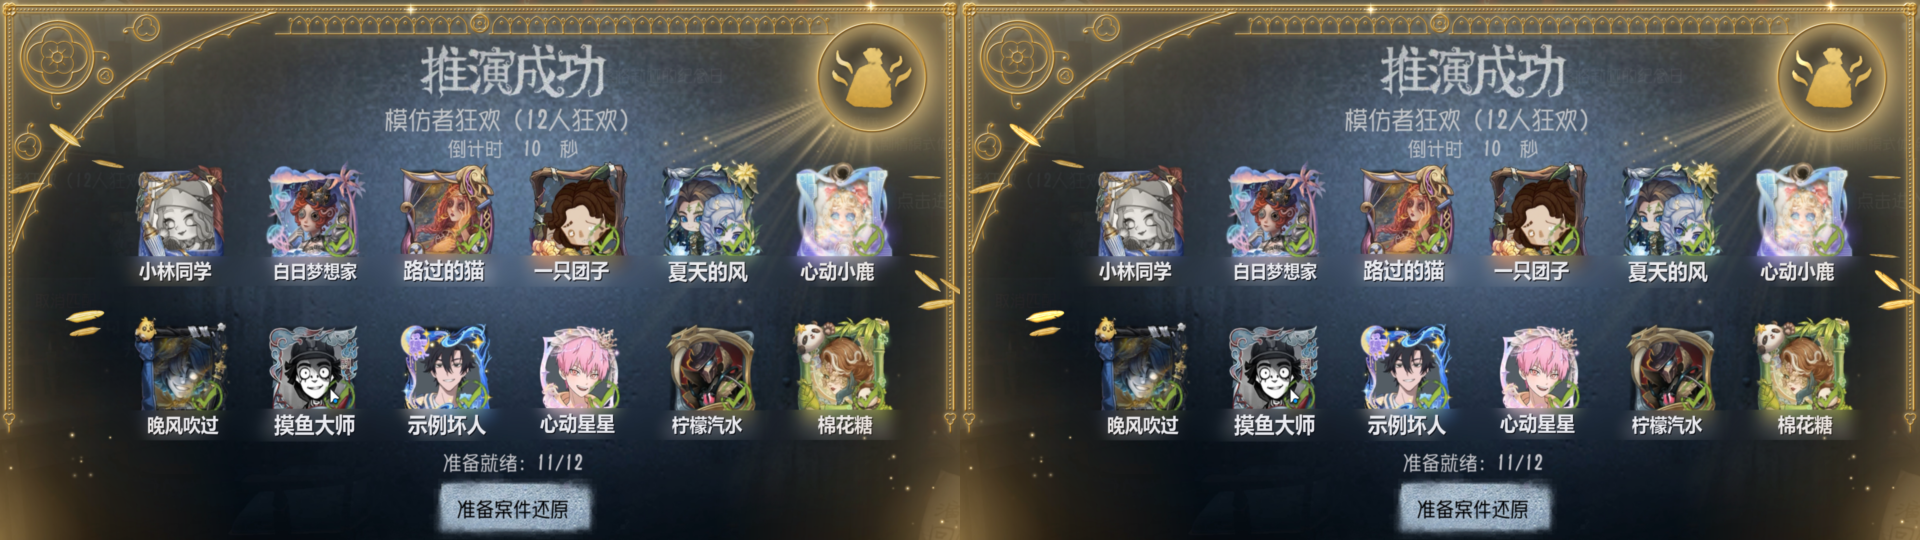 推演成功
模仿者狂欢（12人狂欢）
倒计时 10 秒
小林同学 白日梦想家 路过的猫 一只团子 夏天的风 心动小鹿
晚风吹过 摸鱼大师 示例坏人 心动星星 柠檬汽水 棉花糖
准备就绪：11/12
准备案件还原
推演成功
模仿者狂欢（12人狂欢）
倒计时 10 秒
小林同学 白日梦想家 路过的猫 一只团子 夏天的风 心动小鹿
晚风吹过 摸鱼大师 示例坏人 心动星星 柠檬汽水 棉花糖
准备就绪：11/12
准备案件还原